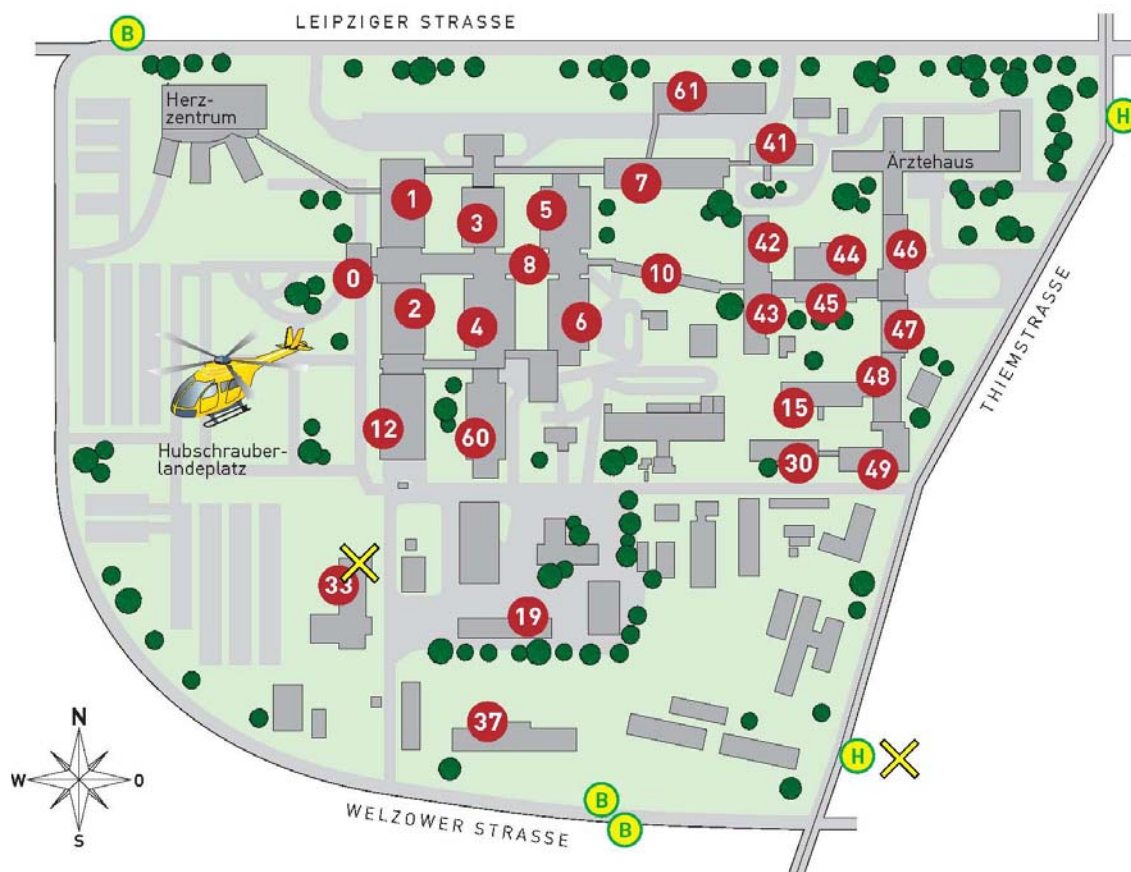 LEIPZIGER STRASSE
B
H
Herz-
zentrum
61
41
Ärztehaus
7
1
3
5
42
44
46
8
10
0
45
43
2
4
6
47
THIEMSTRASSE
48
15
12
60
Hubschrauber-
landeplatz
30
49
33
19
37
N
W
O
S
H
B
B
WELZOWER STRASSE